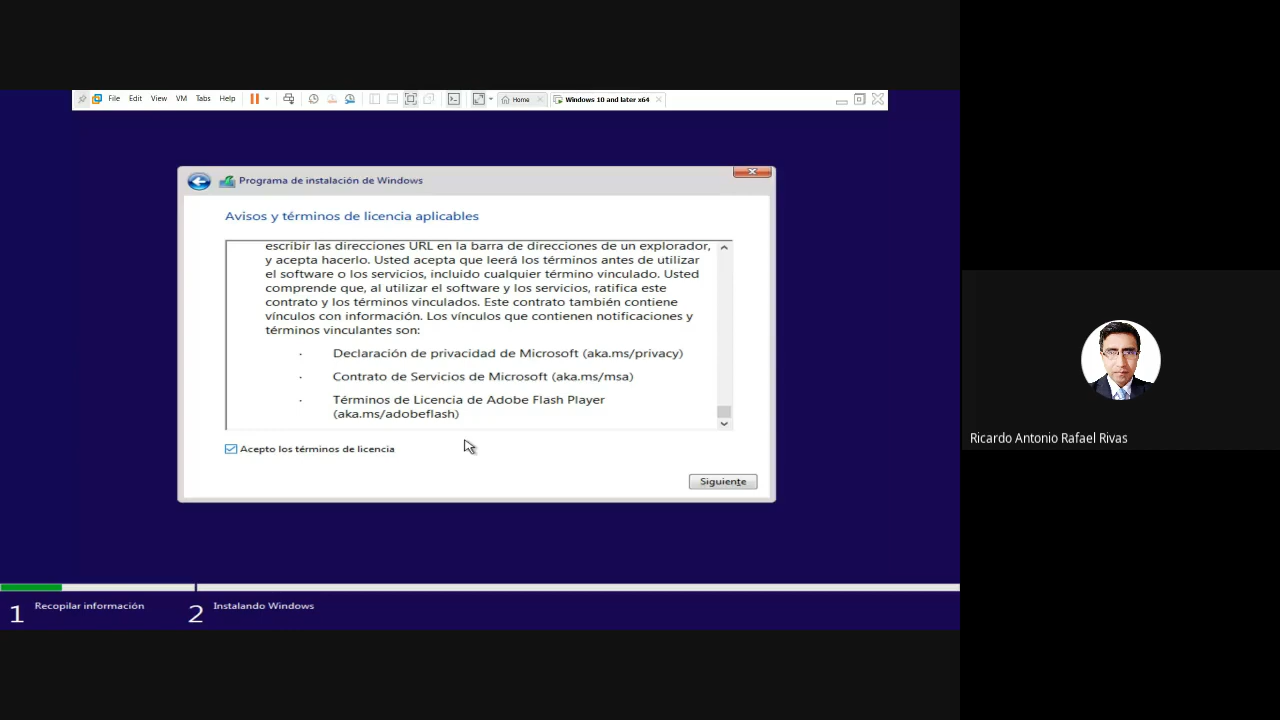 File Edit View VM Tabs Help
Home
Windows 10 and later x64
Programa de instalación de Windows
Avisos y términos de licencia aplicables
escribir las direcciones URL en la barra de direcciones de un explorador,
y acepta hacerlo. Usted acepta que leerá los términos antes de utilizar
el software o los servicios, incluido cualquier término vinculado. Usted
comprende que, al utilizar el software y los servicios, ratifica este
contrato y los términos vinculados. Este contrato también contiene
vínculos con información. Los vínculos que contienen notificaciones y
términos vinculantes son:
· Declaración de privacidad de Microsoft (aka.ms/privacy)
· Contrato de Servicios de Microsoft (aka.ms/msa)
· Términos de Licencia de Adobe Flash Player
(aka.ms/adobeflash)
Acepto los términos de licencia
Siguiente
1 Recopilar información
2 Instalando Windows
Ricardo Antonio Rafael Rivas